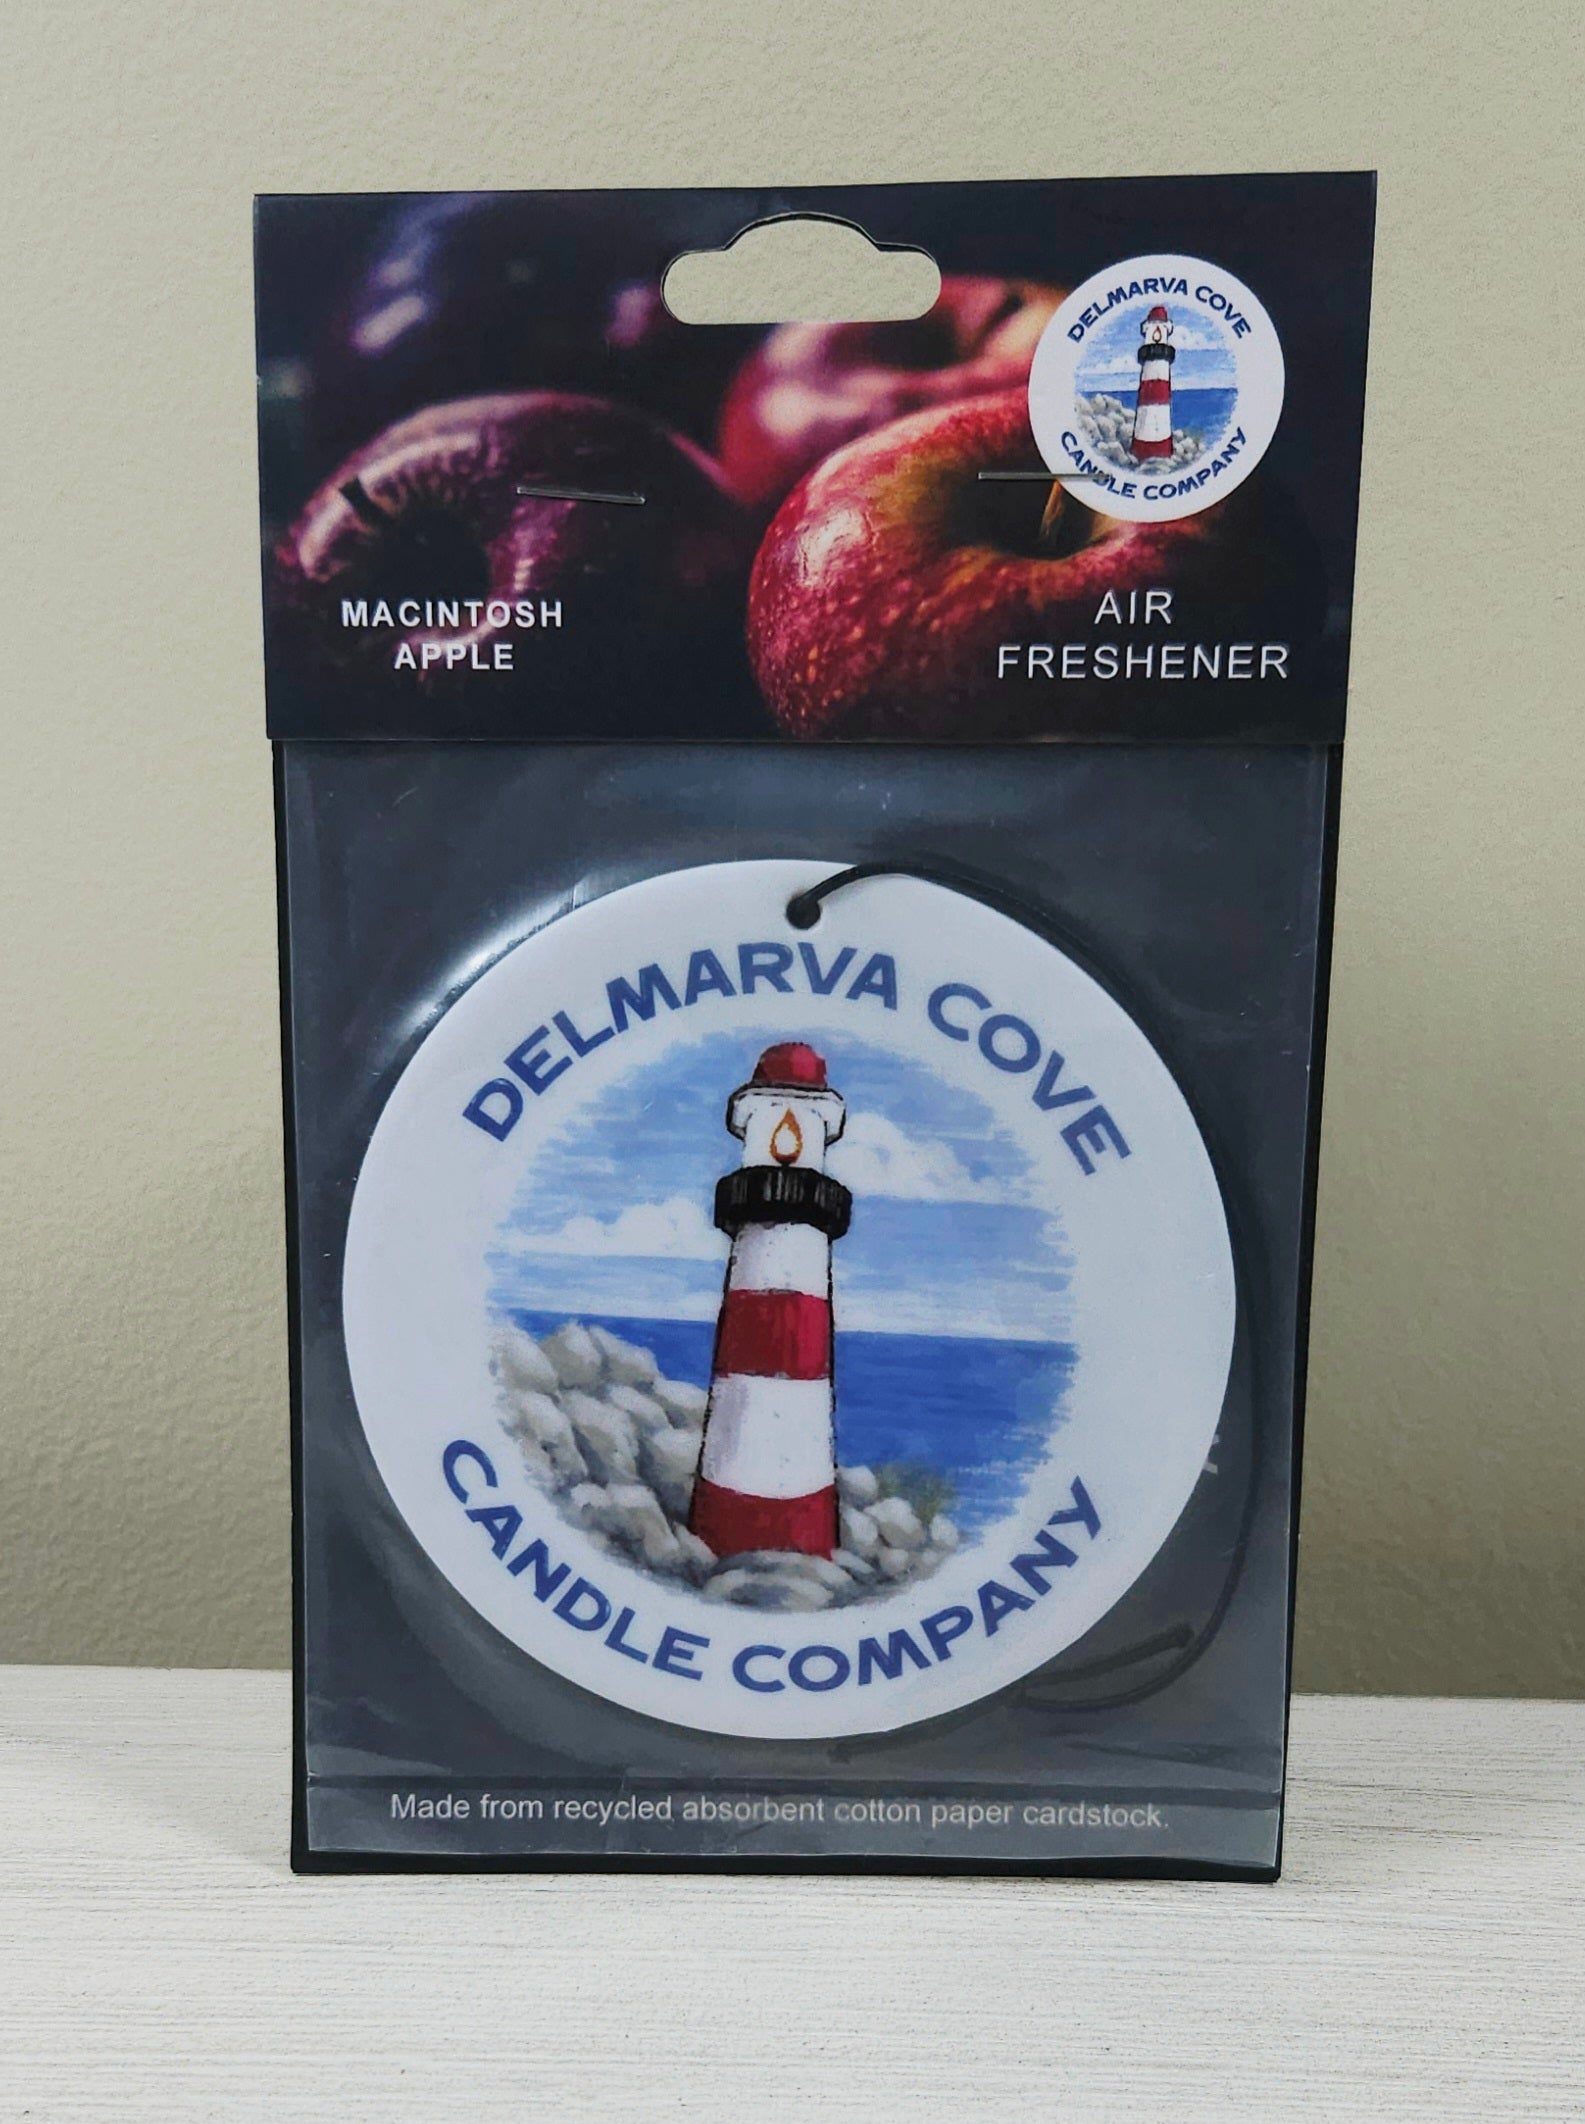 DELMARVA COVE
CANDLE COMPANY
MACINTOSH
APPLE
AIR
FRESHENER
DELMARVA COVE
CANDLE COMPANY
Made from recycled absorbent cotton paper cardstock.